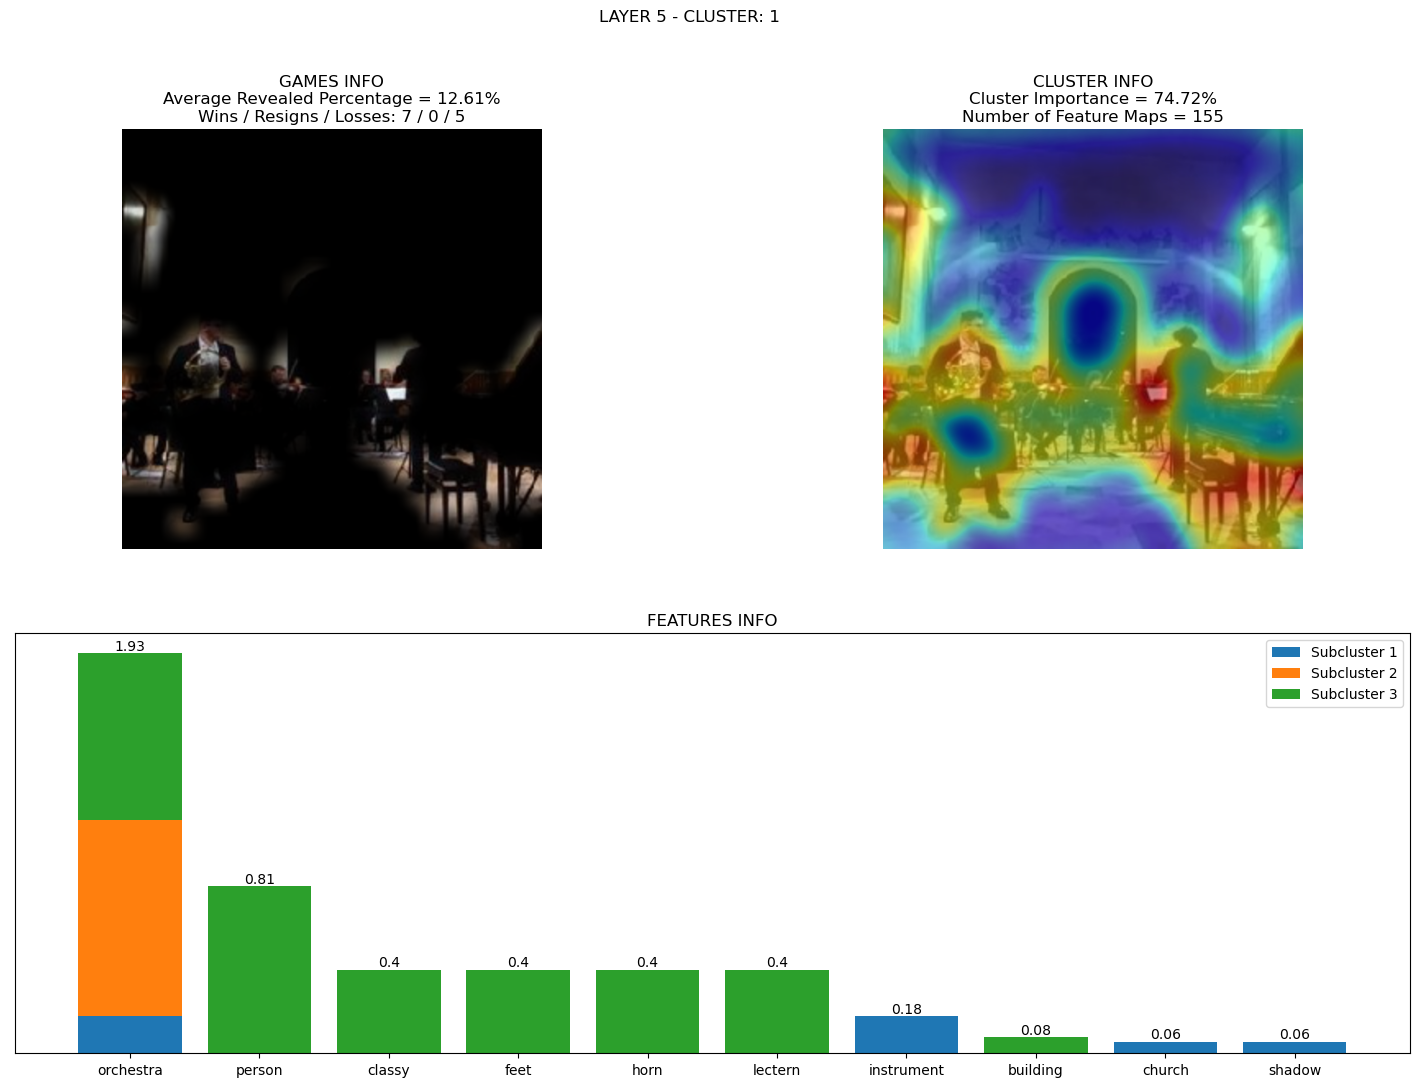 LAYER 5 - CLUSTER: 1
GAMES INFO
Average Revealed Percentage = 12.61%
Wins / Resigns / Losses: 7 / 0 / 5
CLUSTER INFO
Cluster Importance = 74.72%
Number of Feature Maps = 155
FEATURES INFO
Subcluster 1
Subcluster 2
Subcluster 3
1.93
0.81
0.4
0.4
0.4
0.4
0.18
0.08
0.06
0.06
orchestra
person
classy
feet
horn
lectern
instrument
building
church
shadow